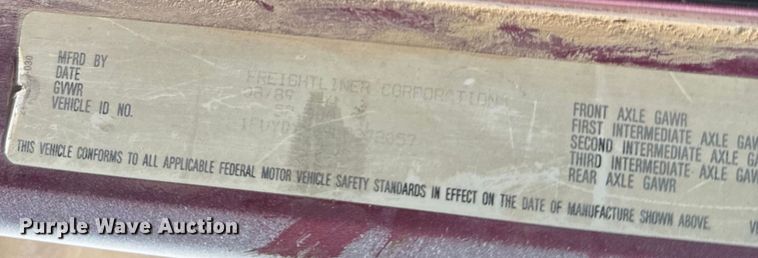 MFRD BY FREIGHTLINER CORPORATION
DATE
GVWR
VEHICLE ID NO.
FRONT AXLE GAWR
FIRST INTERMEDIATE AXLE GAW
SECOND INTERMEDIATE AXLE GA
THIRD INTERMEDIATE AXLE GAW
REAR AXLE GAWR
THIS VEHICLE CONFORMS TO ALL APPLICABLE FEDERAL MOTOR VEHICLE SAFETY STANDARDS IN EFFECT ON THE DATE OF MANUFACTURE SHOWN ABOVE.
Purple Wave Auction